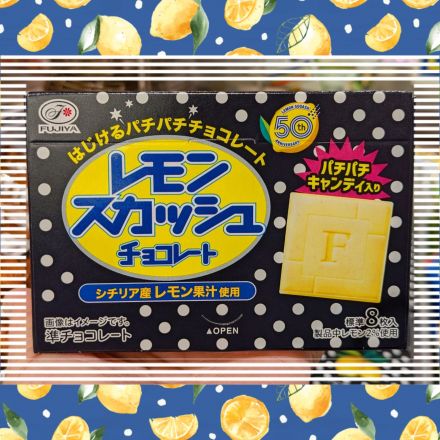 FUJIYA
はじけるパチパチチョコレート
LEMON SQUASH
50th
ANNIVERSARY
レモン
スカッシュ
チョコレート
パチパチ
キャンディ入り
F
シチリア産 レモン果汁使用
画像はイメージです。
準チョコレート
▲OPEN
標準8枚入
製品中レモン2%使用